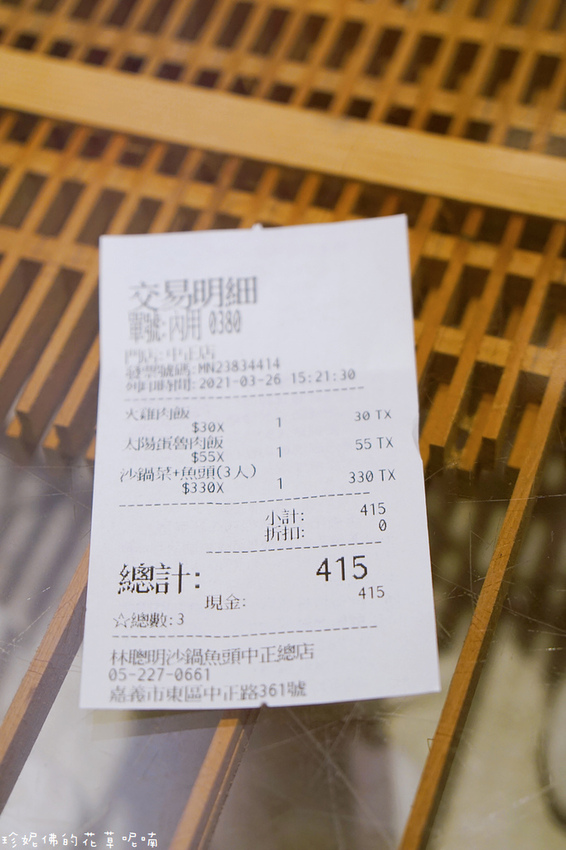 交易明細
單號:內用 0380
門店:中正店
發票號碼:MN23834414
列印時間:2021-03-26 15:21:30
火雞肉飯
$30X 1 30 TX
太陽蛋魯肉飯
$55X 1 55 TX
沙鍋菜+魚頭(3人)
$330X 1 330 TX
小計: 415
折扣: 0
總計: 415
現金: 415
☆總數:3
林聰明沙鍋魚頭中正總店
05-227-0661
嘉義市東區中正路361號
珍妮佛的花草呢喃